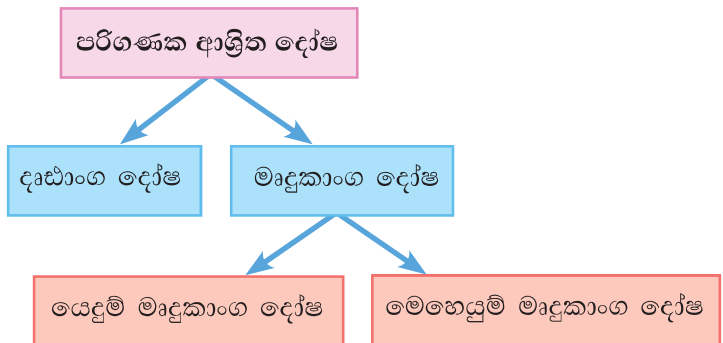 පරිගණක ආශ්‍රිත දෝෂ
දෘඪාංග දෝෂ
මෘදුකාංග දෝෂ
යෙදුම් මෘදුකාංග දෝෂ
මෙහෙයුම් මෘදුකාංග දෝෂ